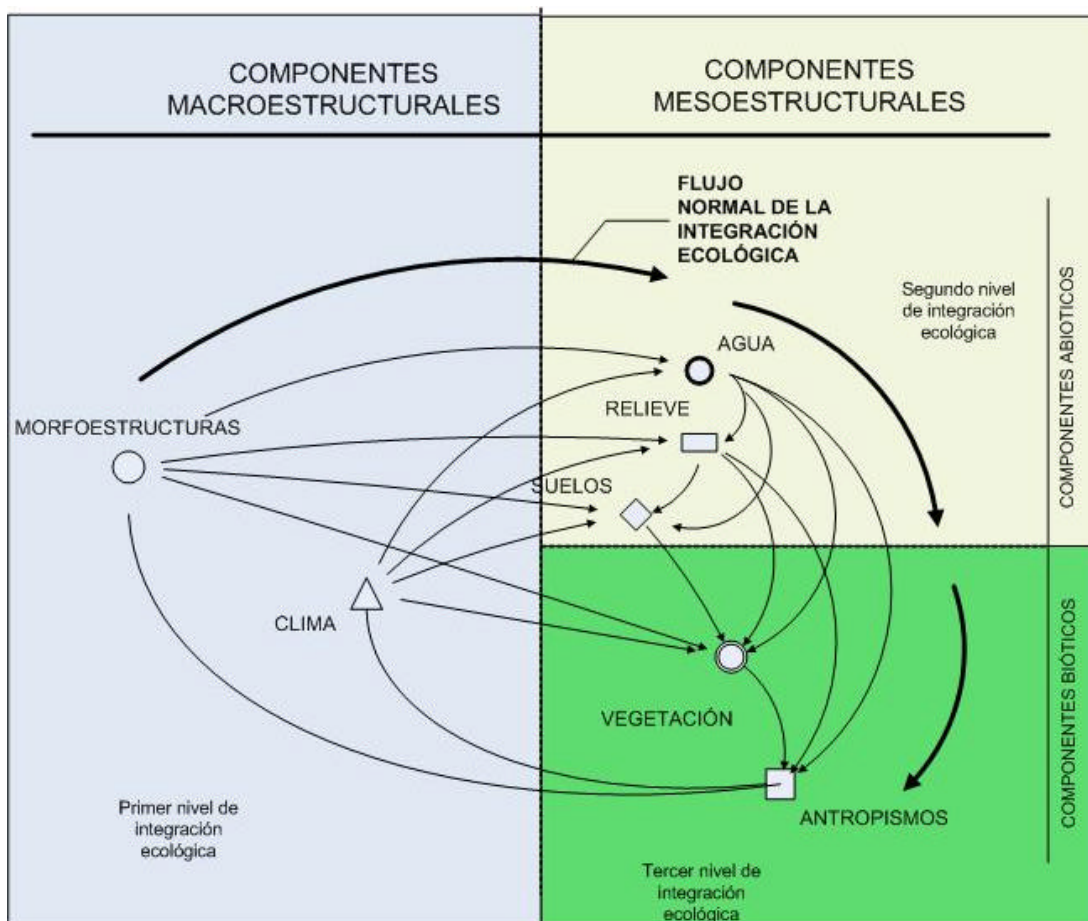 COMPONENTES
MACROESTRUCTURALES
COMPONENTES
MESOESTRUCTURALES
FLUJO
NORMAL DE LA
INTEGRACIÓN
ECOLÓGICA
Segundo nivel
de integración
ecológica
COMPONENTES ABIOTICOS
AGUA
RELIEVE
MORFOESTRUCTURAS
SUELOS
CLIMA
VEGETACIÓN
COMPONENTES BIÓTICOS
ANTROPISMOS
Primer nivel de
integración
ecológica
Tercer nivel de
integración
ecológica